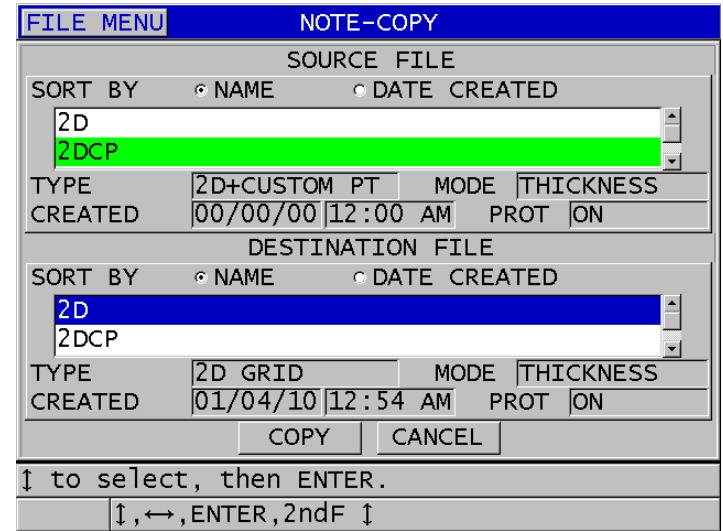 FILE MENU NOTE-COPY
SOURCE FILE
SORT BY NAME DATE CREATED
2D
2DCP
TYPE 2D+CUSTOM PT MODE THICKNESS
CREATED 00/00/00 12:00 AM PROT ON
DESTINATION FILE
SORT BY NAME DATE CREATED
2D
2DCP
TYPE 2D GRID MODE THICKNESS
CREATED 01/04/10 12:54 AM PROT ON
COPY CANCEL
↕ to select, then ENTER.
↕,↔,ENTER,2ndF ↕